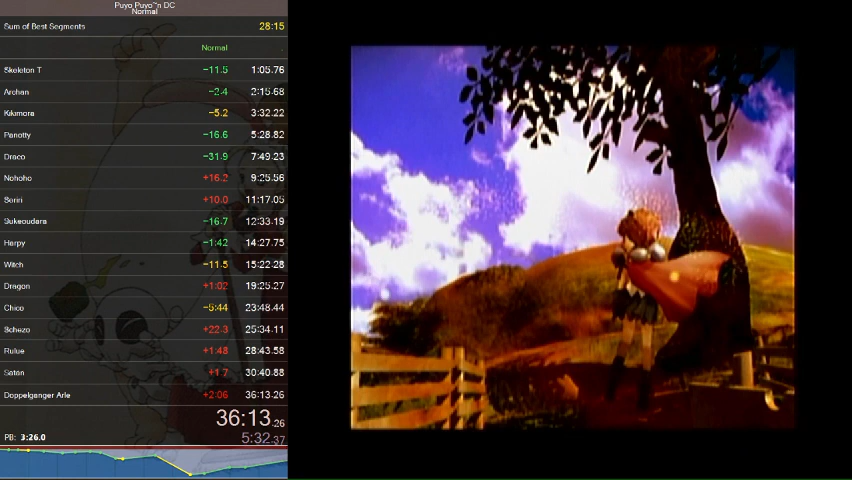 Puyo Puyo~n DC
Normal
Sum of Best Segments 28:15
Normal
Skeleton T −11.5 1:05.76
Archan −2.4 2:15.68
Kikimora −5.2 3:32.22
Panotty −16.6 5:28.82
Draco −31.9 7:49.23
Nohoho +16.2 9:25.56
Seriri +10.0 11:17.05
Sukeoudara −16.7 12:33.19
Harpy −1:42 14:27.75
Witch −11.5 15:22.28
Dragon +1:02 19:25.27
Chico −5:44 23:48.44
Schezo +22.3 25:34.11
Rulue +1:48 28:43.58
Satan +1.7 30:40.88
Doppelganger Arle +2:06 36:13.26
36:13.26
PB: 3:26.0 5:32.37